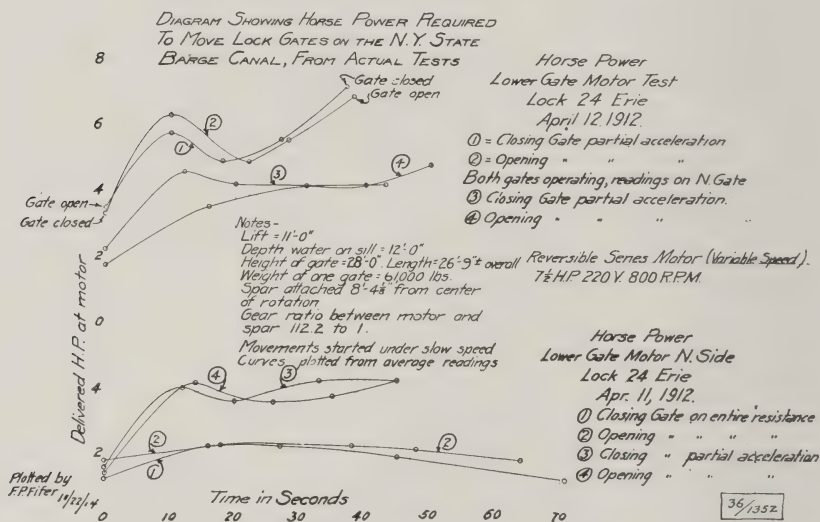 DIAGRAM SHOWING HORSE POWER REQUIRED
TO MOVE LOCK GATES ON THE N.Y. STATE
BARGE CANAL, FROM ACTUAL TESTS
Gate closed
Gate open
8
6
4
2
0
4
2
Delivered H.P. at motor
Gate open
Gate closed
②
①
③
④
Horse Power
Lower Gate Motor Test
Lock 24 Erie
April 12 1912.
① = Closing Gate partial acceleration
② = Opening " " "
Both gates operating, readings on N. Gate
③ Closing Gate partial acceleration.
④ Opening " " "
Notes-
Lift = 11'-0"
Depth water on sill = 12'-0"
Height of gate = 28'-0". Length = 26'-9"± overall
Weight of one gate = 61000 lbs.
Spar attached 8'-4⅛" from center
of rotation
Gear ratio between motor and
spar 112.2 to 1.
Movements started under slow speed
Curves plotted from average readings
Reversible Series Motor (Variable Speed).
7½ H.P. 220 V. 800 R.P.M.
Horse Power
Lower Gate Motor N. Side
Lock 24 Erie
Apr. 11, 1912.
① Closing Gate on entire resistance
② Opening " " " "
③ Closing " partial acceleration
④ Opening " " "
④
③
②
①
②
Plotted by
F.P. Fifer
Time in Seconds
0 10 20 30 40 50 60 70
36/1352